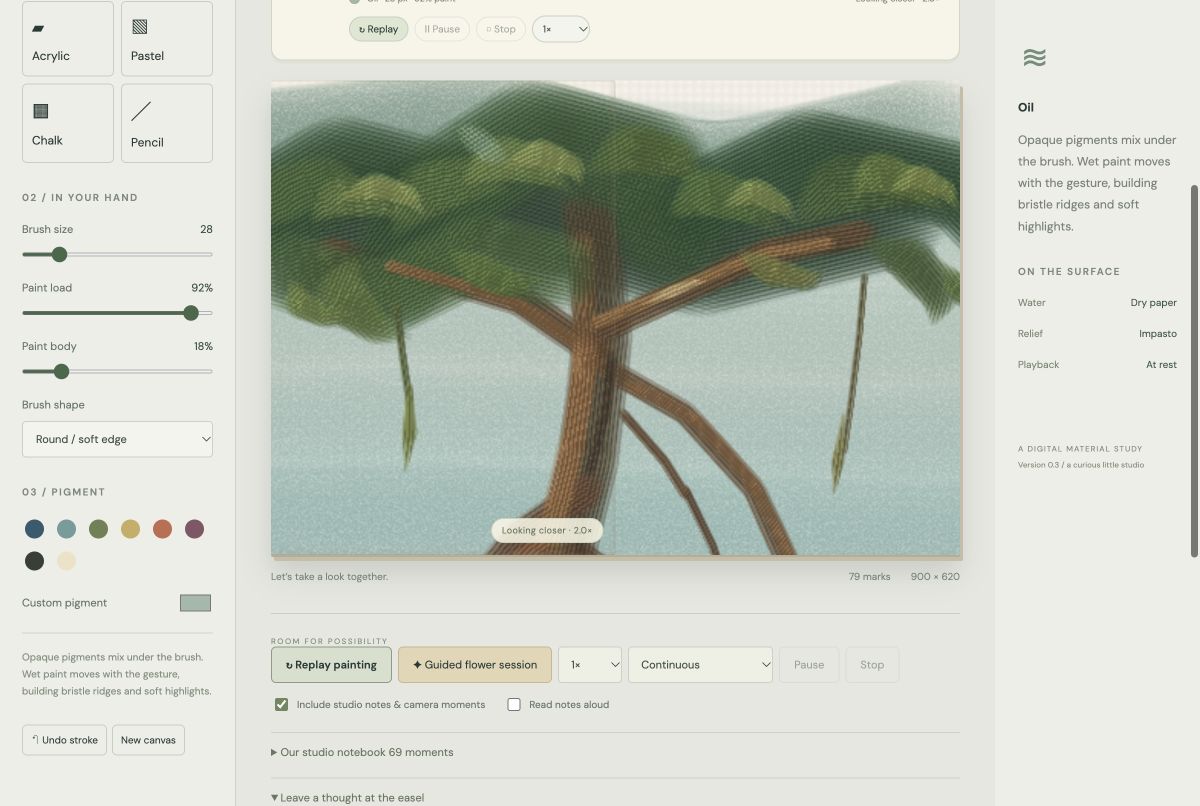 Acrylic
Pastel
Chalk
Pencil
02 / IN YOUR HAND
Brush size 28
Paint load 92%
Paint body 18%
Brush shape
Round / soft edge
03 / PIGMENT
Custom pigment
Opaque pigments mix under the brush.
Wet paint moves with the gesture,
building bristle ridges and soft highlights.
Undo stroke
New canvas
Replay
Pause
Stop
1×
Looking closer · 2.0×
Let's take a look together.
79 marks
900 × 620
ROOM FOR POSSIBILITY
Replay painting
Guided flower session
1×
Continuous
Pause
Stop
Include studio notes & camera moments
Read notes aloud
Our studio notebook 69 moments
Leave a thought at the easel
Oil
Opaque pigments mix under
the brush. Wet paint moves
with the gesture, building
bristle ridges and soft
highlights.
ON THE SURFACE
Water Dry paper
Relief Impasto
Playback At rest
A DIGITAL MATERIAL STUDY
Version 0.3 / a curious little studio